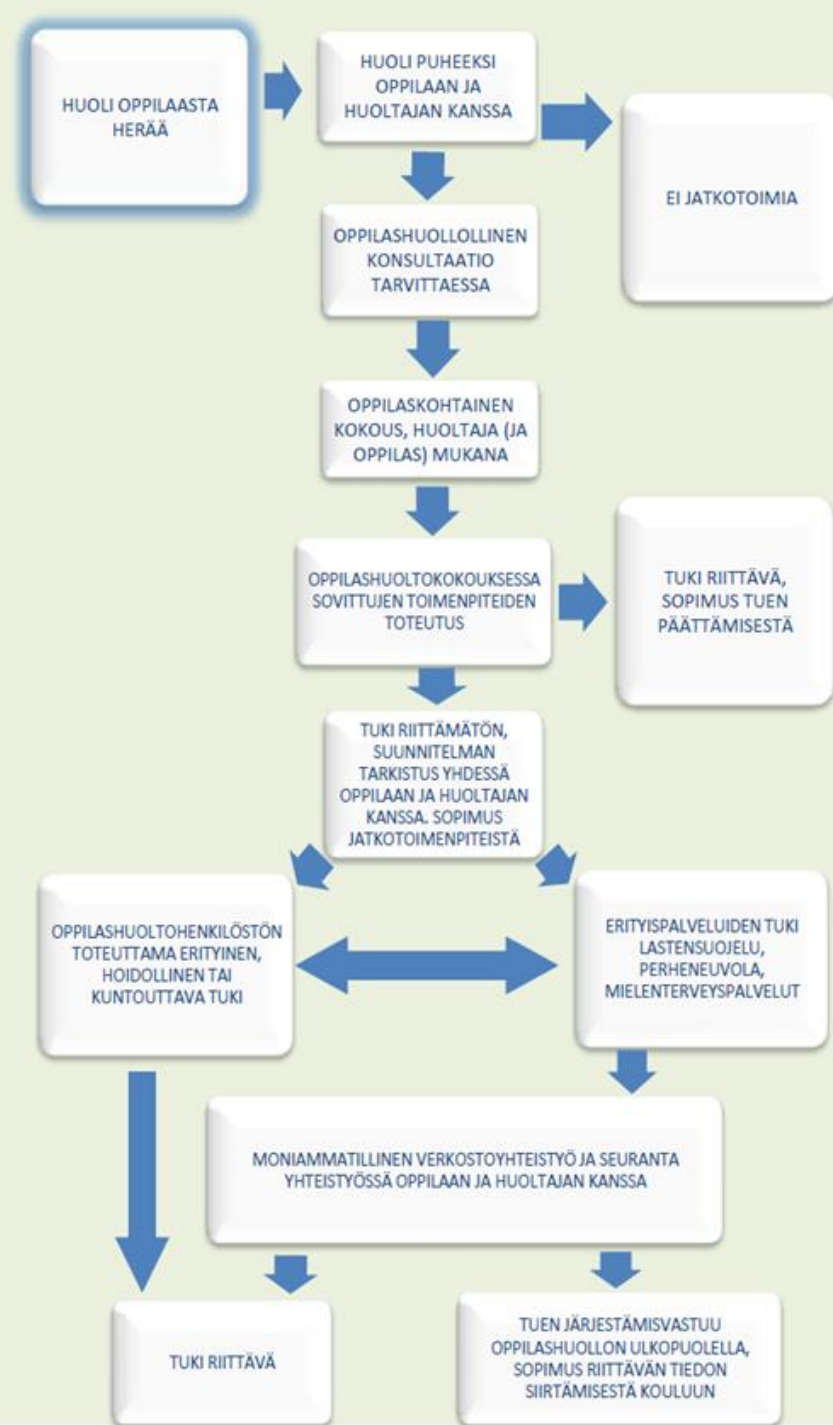 HUOLI OPPILAASTA
HERÄÄ
HUOLI PUHEEKSI
OPPILAAN JA
HUOLTAJAN KANSSA
EI JATKOTOIMIA
OPPILASHUOLLOLLINEN
KONSULTAATIO
TARVITTAESSA
OPPILASKOHTAINEN
KOKOUS, HUOLTAJA (JA
OPPILAS) MUKANA
OPPILASHUOLTOKOKOUKSESSA
SOVITTUJEN TOIMENPITEIDEN
TOTEUTUS
TUKI RIITTÄVÄ,
SOPIMUS TUEN
PÄÄTTÄMISESTÄ
TUKI RIITTÄMÄTÖN,
SUUNNITELMAN
TARKISTUS YHDESSÄ
OPPILAAN JA HUOLTAJAN
KANSSA. SOPIMUS
JATKOTOIMENPITEISTÄ
OPPILASHUOLTOHENKILÖSTÖN
TOTEUTTAMA ERITYINEN,
HOIDOLLINEN TAI
KUNTOUTTAVA TUKI
ERITYISPALVELUIDEN TUKI
LASTENSUOJELU,
PERHENEUVOLA,
MIELENTERVEYSPALVELUT
MONIAMMATILLINEN VERKOSTOYHTEISTYÖ JA SEURANTA
YHTEISTYÖSSÄ OPPILAAN JA HUOLTAJAN KANSSA
TUKI RIITTÄVÄ
TUEN JÄRJESTÄMISVASTUU
OPPILASHUOLLON ULKOPUOLELLA,
SOPIMUS RIITTÄVÄN TIEDON
SIIRTÄMISESTÄ KOULUUN